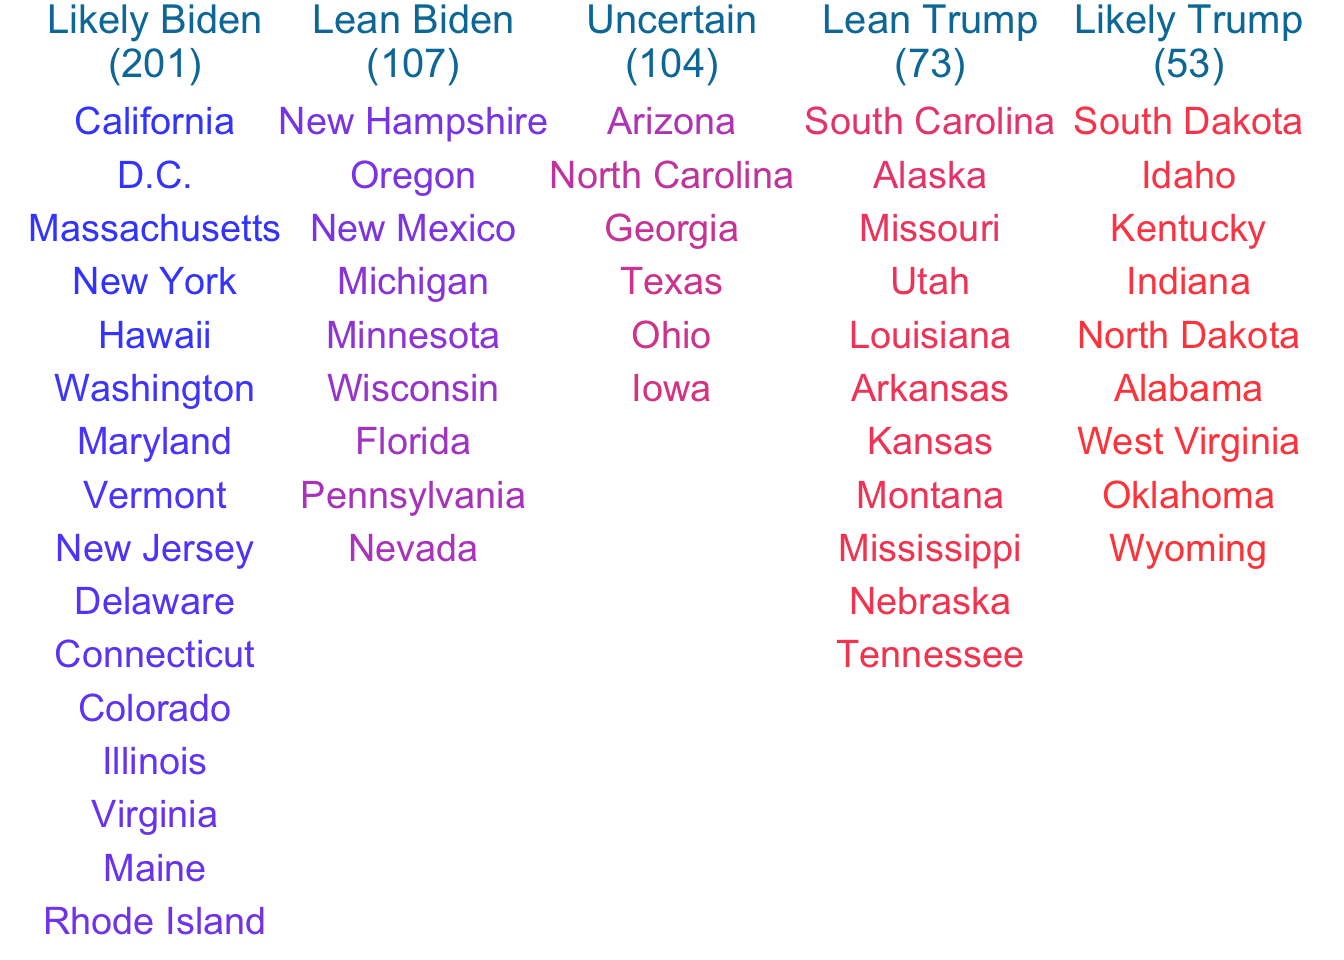 Likely Biden
(201)
California
D.C.
Massachusetts
New York
Hawaii
Washington
Maryland
Vermont
New Jersey
Delaware
Connecticut
Colorado
Illinois
Virginia
Maine
Rhode Island
Lean Biden
(107)
New Hampshire
Oregon
New Mexico
Michigan
Minnesota
Wisconsin
Florida
Pennsylvania
Nevada
Uncertain
(104)
Arizona
North Carolina
Georgia
Texas
Ohio
Iowa
Lean Trump
(73)
South Carolina
Alaska
Missouri
Utah
Louisiana
Arkansas
Kansas
Montana
Mississippi
Nebraska
Tennessee
Likely Trump
(53)
South Dakota
Idaho
Kentucky
Indiana
North Dakota
Alabama
West Virginia
Oklahoma
Wyoming